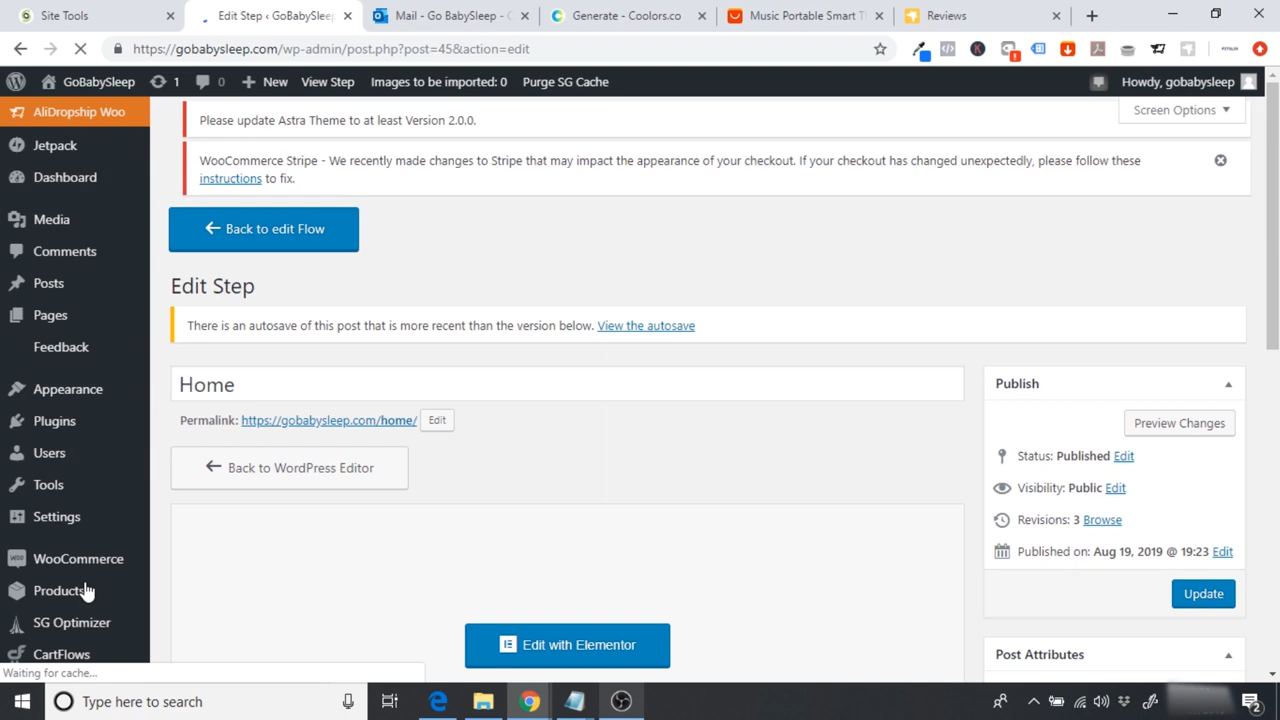 Site Tools
Edit Step ‹ GoBabySleep
Mail - Go BabySleep -
Generate - Coolors.co
Music Portable Smart T
Reviews
https://gobabysleep.com/wp-admin/post.php?post=45&action=edit
GoBabySleep 1 0 New View Step Images to be imported: 0 Purge SG Cache
Howdy, gobabysleep
AliDropship Woo
Jetpack
Dashboard
Media
Comments
Posts
Pages
Feedback
Appearance
Plugins
Users
Tools
Settings
WooCommerce
Products
SG Optimizer
CartFlows
Waiting for cache...
Screen Options
Please update Astra Theme to at least Version 2.0.0.
WooCommerce Stripe - We recently made changes to Stripe that may impact the appearance of your checkout. If your checkout has changed unexpectedly, please follow these
instructions to fix.
Back to edit Flow
Edit Step
There is an autosave of this post that is more recent than the version below. View the autosave
Home
Permalink: https://gobabysleep.com/home/ Edit
Back to WordPress Editor
Edit with Elementor
Publish
Preview Changes
Status: Published Edit
Visibility: Public Edit
Revisions: 3 Browse
Published on: Aug 19, 2019 @ 19:23 Edit
Update
Post Attributes
Type here to search
2